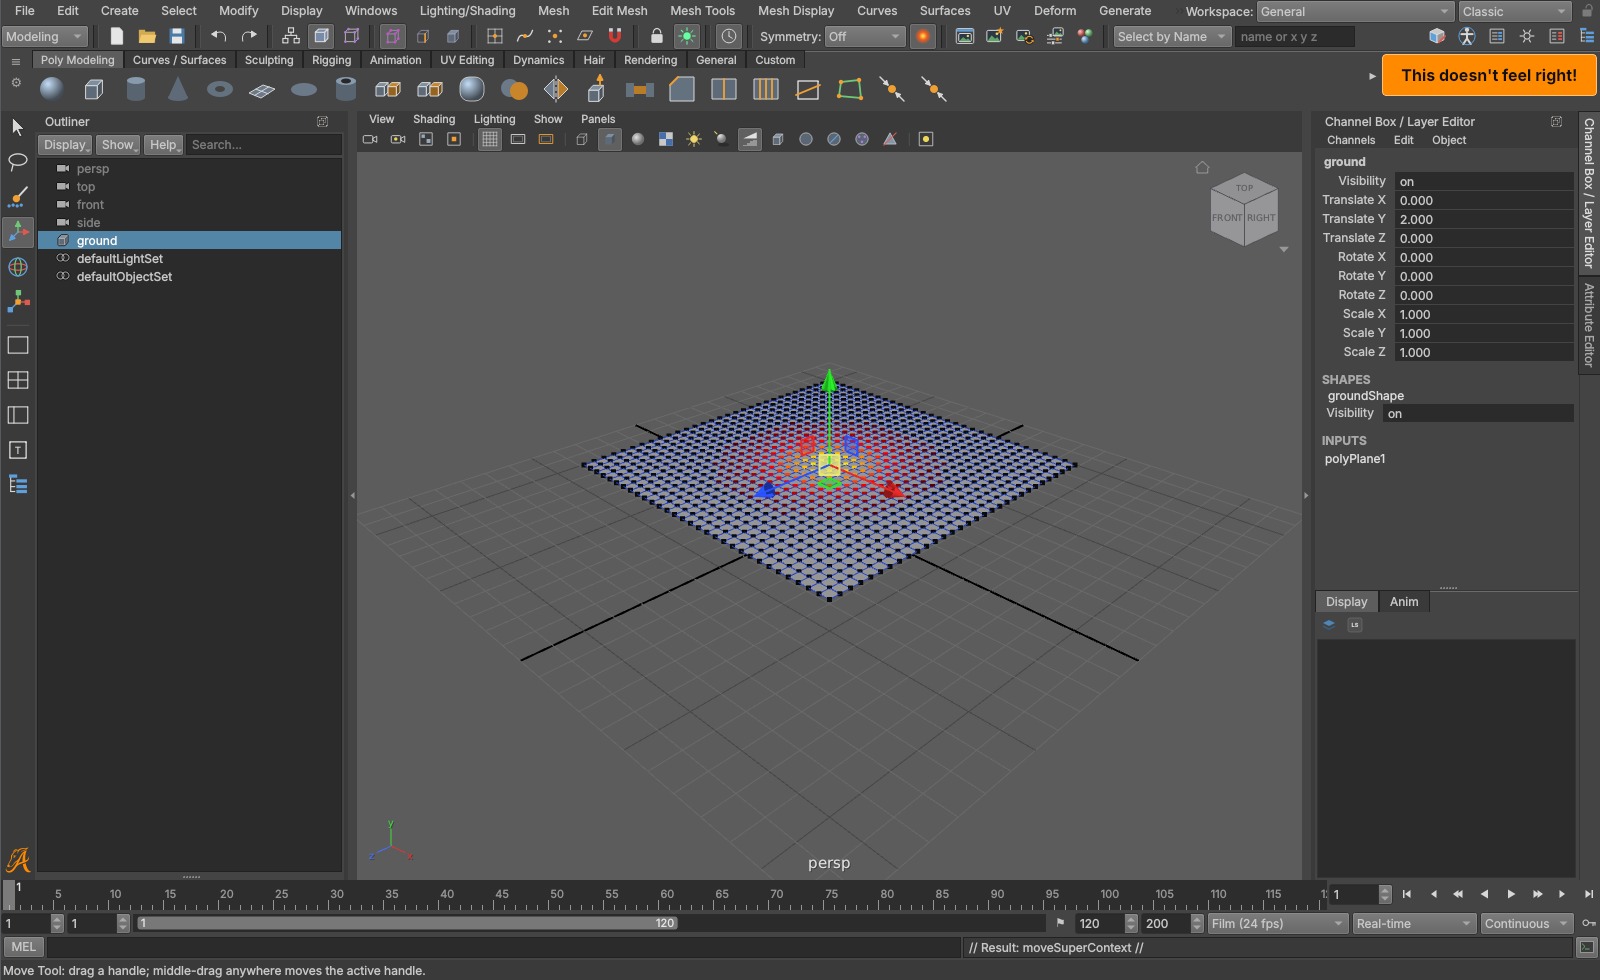 File Edit Create Select Modify Display Windows Lighting/Shading Mesh Edit Mesh Mesh Tools Mesh Display Curves Surfaces UV Deform Generate Workspace: General Classic
Modeling Symmetry: Off Select by Name name or x y z
Poly Modeling Curves / Surfaces Sculpting Rigging Animation UV Editing Dynamics Hair Rendering General Custom
This doesn't feel right!
Outliner
Display Show Help Search...
persp
top
front
side
ground
defaultLightSet
defaultObjectSet
View Shading Lighting Show Panels
TOP
FRONT RIGHT
y
z x
persp
Channel Box / Layer Editor
Channels Edit Object
ground
Visibility on
Translate X 0.000
Translate Y 2.000
Translate Z 0.000
Rotate X 0.000
Rotate Y 0.000
Rotate Z 0.000
Scale X 1.000
Scale Y 1.000
Scale Z 1.000
SHAPES
groundShape
Visibility on
INPUTS
polyPlane1
Display Anim
LS
Channel Box / Layer Editor
Attribute Editor
T
1 5 10 15 20 25 30 35 40 45 50 55 60 65 70 75 80 85 90 95 100 105 110 115 1
1 1 1 120 120 200 Film (24 fps) Real-time Continuous
MEL // Result: moveSuperContext //
Move Tool: drag a handle; middle-drag anywhere moves the active handle.